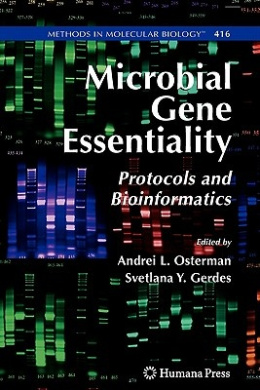 METHODS IN MOLECULAR BIOLOGY™ 416
Microbial
Gene
Essentiality
Protocols and
Bioinformatics
Edited by
Andrei L. Osterman
Svetlana Y. Gerdes
Humana Press